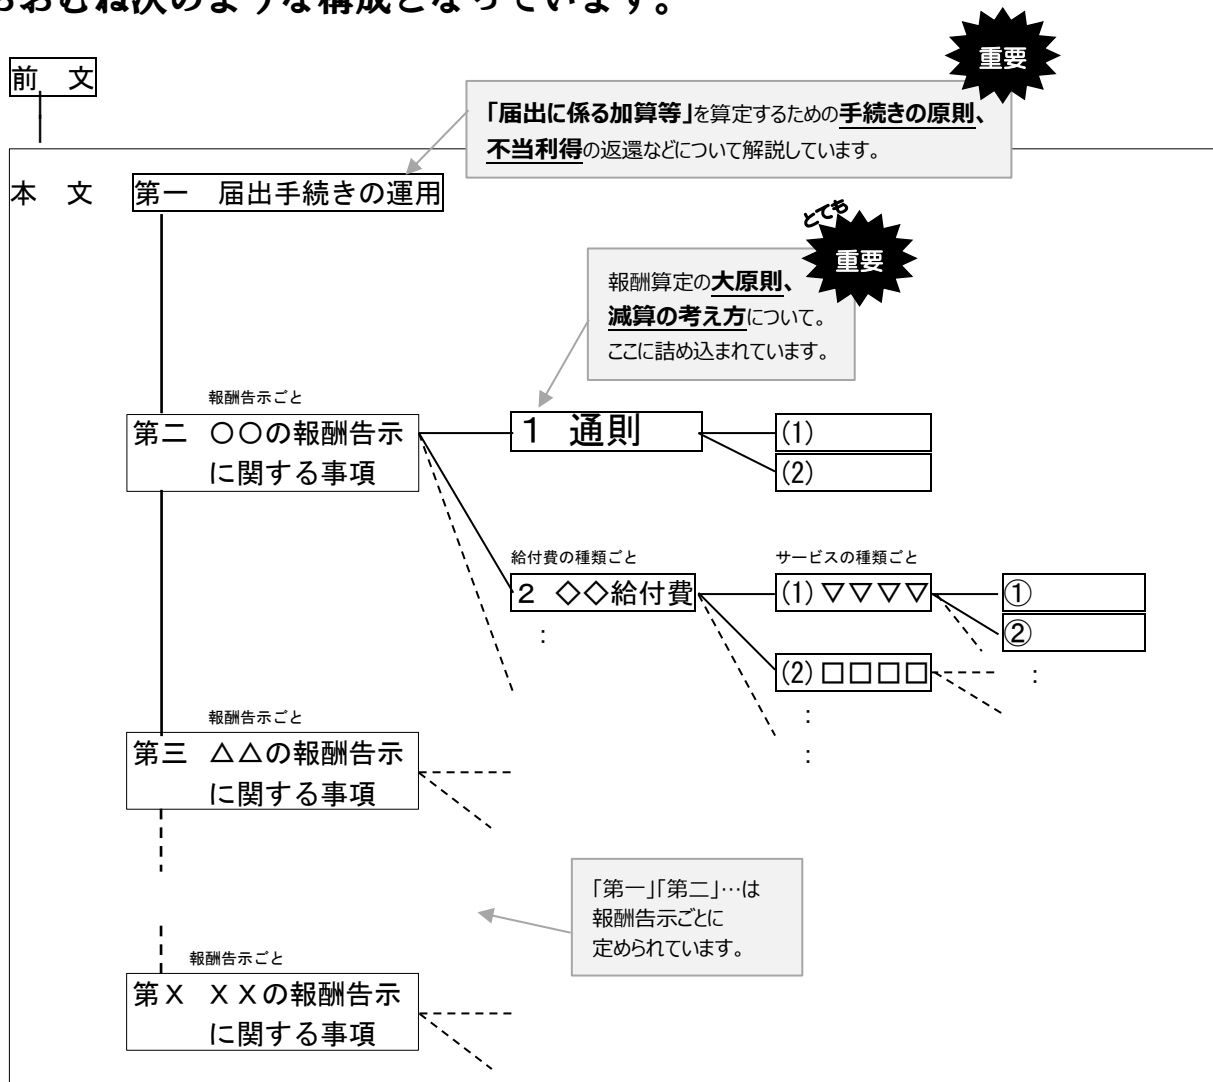 おおむね次のような構成となっています。
重要
前　文
「届出に係る加算等」を算定するための手続きの原則、
不当利得の返還などについて解説しています。
本　文
第一　届出手続きの運用
とても
重要
報酬算定の大原則、
減算の考え方について。
ここに詰め込まれています。
報酬告示ごと
第二　〇〇の報酬告示
に関する事項
１　通則
(1)
(2)
給付費の種類ごと
サービスの種類ごと
２　◇◇給付費
(1)▽▽▽▽
①
②
：
(2)□□□□
：
：
：
報酬告示ごと
第三　△△の報酬告示
に関する事項
「第一」「第二」…は
報酬告示ごとに
定められています。
報酬告示ごと
第Ｘ　ＸＸの報酬告示
に関する事項